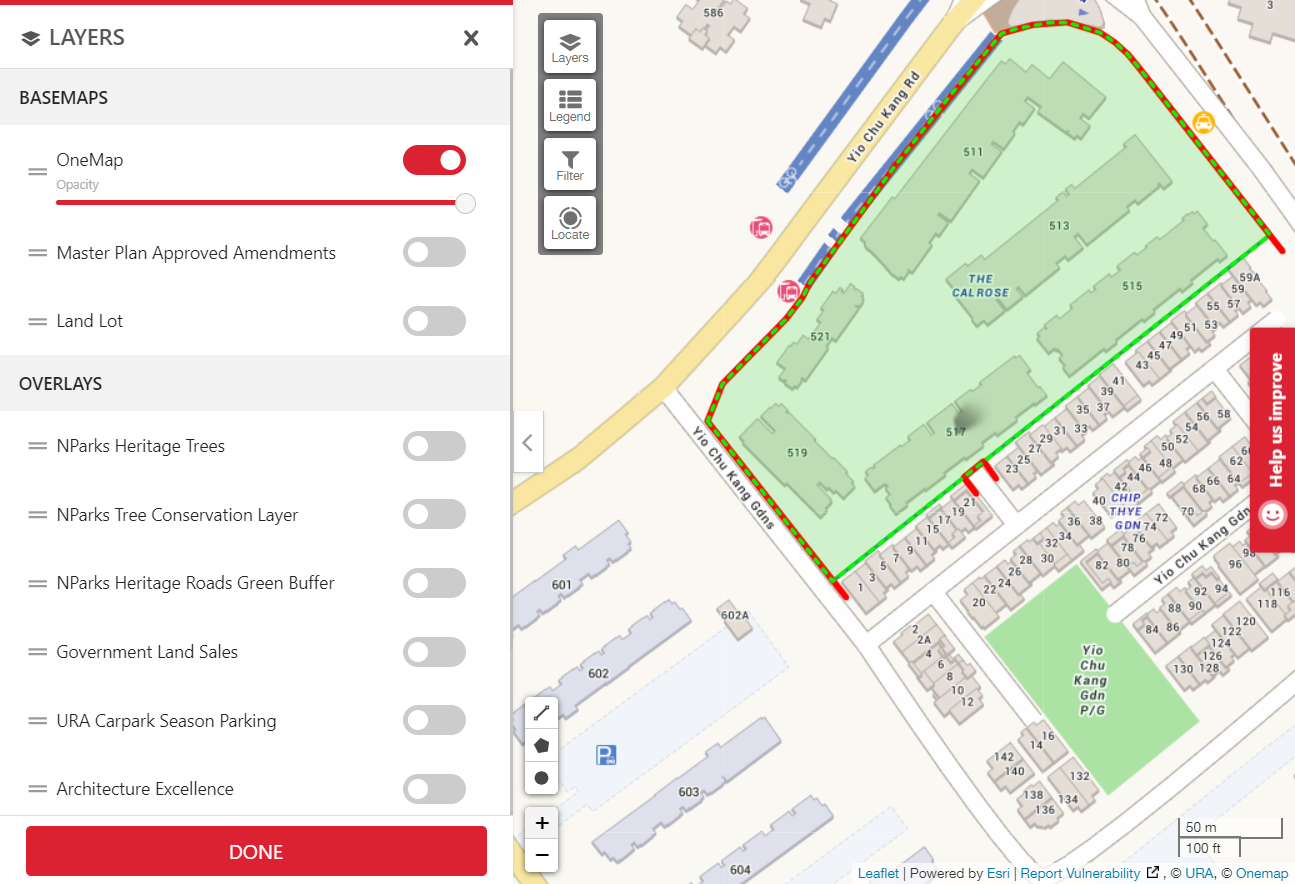 LAYERS
BASEMAPS
OneMap
Opacity
Master Plan Approved Amendments
Land Lot
OVERLAYS
NParks Heritage Trees
NParks Tree Conservation Layer
NParks Heritage Roads Green Buffer
Government Land Sales
URA Carpark Season Parking
Architecture Excellence
DONE
Layers
Legend
Filter
Locate
586
3
Yio Chu Kang Rd
511
513
THE
CALROSE
515
521
517
519
Yio Chu Kang Gdns
59A
59
57
55
53
51
49
47
45
43
41
39
37
35
33
31
29
27
25
23
21
19
17
15
11
9
7
5
3
1
Help us improve
58
56
54
52
50
48
46
44
42
40
38
36
34
32
30
28
26
24
22
20
CHIP
THYE
GDN
62
64
66
68
70
72
74
76
78
80
82
Yio Chu Kang Gdn
98
96
94
92
90
88
86
84
116
118
120
122
124
126
128
130
601
602A
602
603
604
2
2A
4
6
8
10
12
Yio
Chu
Kang
Gdn
P/G
16
14
142
140
138
136
134
132
P
+
−
50 m
100 ft
Leaflet | Powered by Esri | Report Vulnerability , © URA, © Onemap